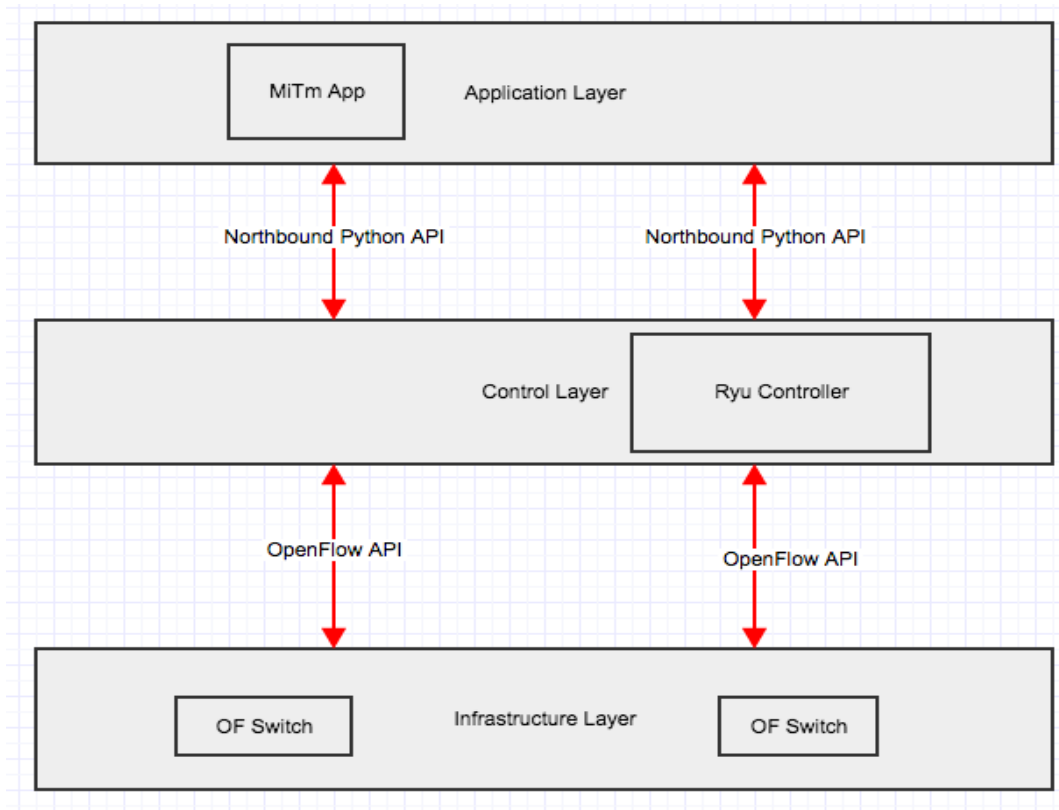 MiTm App
Application Layer
Northbound Python API
Northbound Python API
Control Layer
Ryu Controller
OpenFlow API
OpenFlow API
OF Switch
Infrastructure Layer
OF Switch